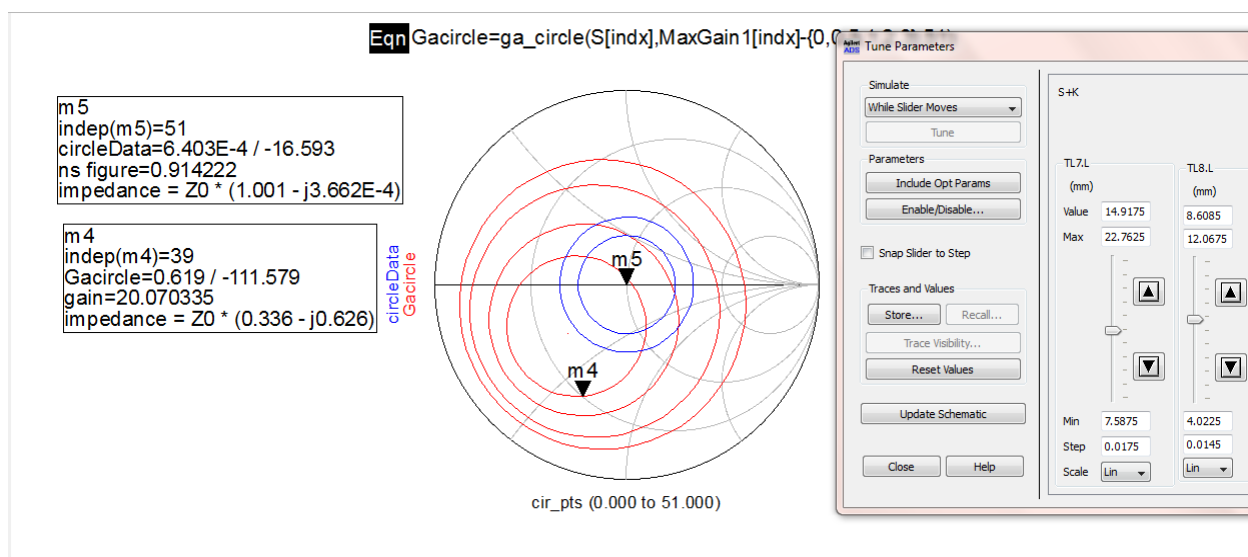 Eqn Gacircle=ga_circle(S[indx],MaxGain1[indx]-{0,0
m5
indep(m5)=51
circleData=6.403E-4 / -16.593
ns figure=0.914222
impedance = Z0 * (1.001 - j3.662E-4)
m4
indep(m4)=39
Gacircle=0.619 / -111.579
gain=20.070335
impedance = Z0 * (0.336 - j0.626)
circleData
Gacircle
m5
m4
cir_pts (0.000 to 51.000)
Agilent
ADS
Tune Parameters
Simulate
While Slider Moves
Tune
Parameters
Include Opt Params
Enable/Disable...
Snap Slider to Step
Traces and Values
Store... Recall...
Trace Visibility...
Reset Values
Update Schematic
Close Help
S+K
TL7.L TL8.L
(mm) (mm)
Value 14.9175 8.6085
Max 22.7625 12.0675
Min 7.5875 4.0225
Step 0.0175 0.0145
Scale Lin Lin